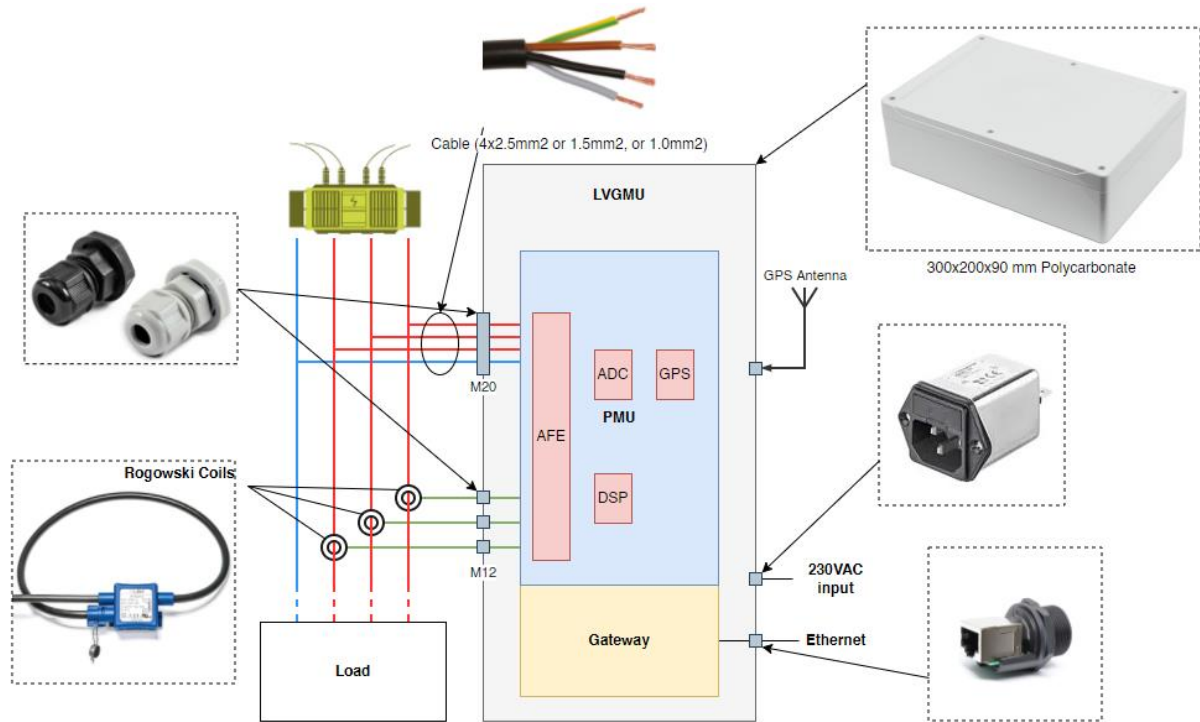 Cable (4x2.5mm2 or 1.5mm2, or 1.0mm2)
LVGMU
300x200x90 mm Polycarbonate
GPS Antenna
M20
ADC
GPS
PMU
AFE
DSP
Rogowski Coils
M12
230VAC
input
Gateway
Ethernet
Load